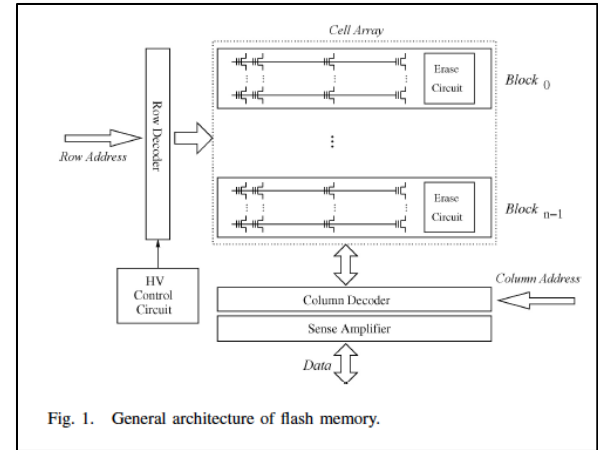 Cell Array
Erase
Circuit
Block 0
Row Decoder
Row Address
Erase
Circuit
Block n−1
HV
Control
Circuit
Column Address
Column Decoder
Sense Amplifier
Data
Fig. 1. General architecture of flash memory.